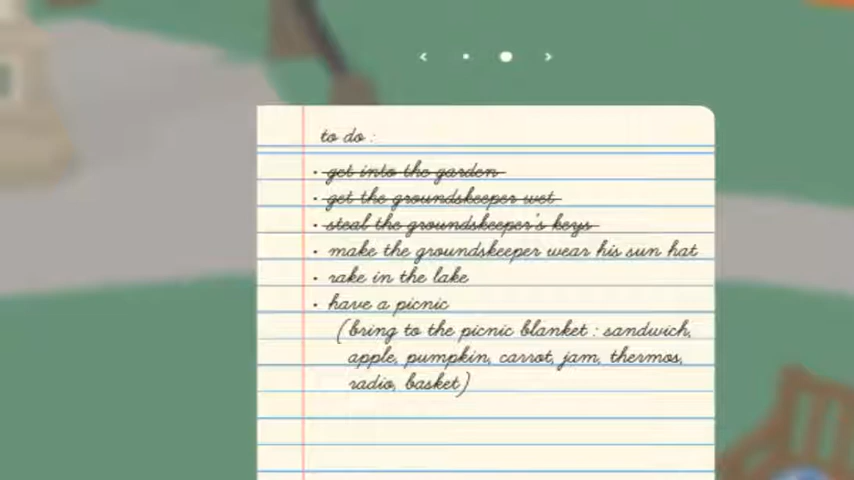 to do :
· get into the garden
· get the groundskeeper wet
· steal the groundskeeper's keys
· make the groundskeeper wear his sun hat
· rake in the lake
· have a picnic
(bring to the picnic blanket : sandwich,
apple, pumpkin, carrot, jam, thermos,
radio, basket)